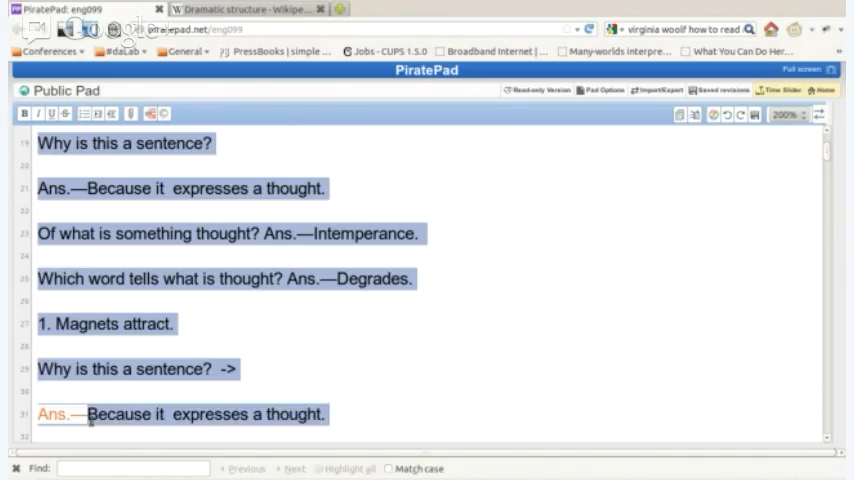 PiratePad: eng099
Dramatic structure - Wikipe...
piratepad.net/eng099
virginia woolf how to read
Conferences
#daLab
General
PressBooks | simple ...
Jobs - CUPS 1.5.0
Broadband Internet | ...
Many-worlds interpre...
What You Can Do Her...
PiratePad
Full screen
Public Pad
Read-only Version
Pad Options
Import/Export
Saved revisions
Time Slider
Home
B I U S
200%
19 Why is this a sentence?
20
21 Ans.—Because it  expresses a thought.
22
23 Of what is something thought? Ans.—Intemperance.
24
25 Which word tells what is thought? Ans.—Degrades.
26
27 1. Magnets attract.
28
29 Why is this a sentence?  ->
30
31 Ans.—Because it  expresses a thought.
32
Find:
Previous
Next
Highlight all
Match case